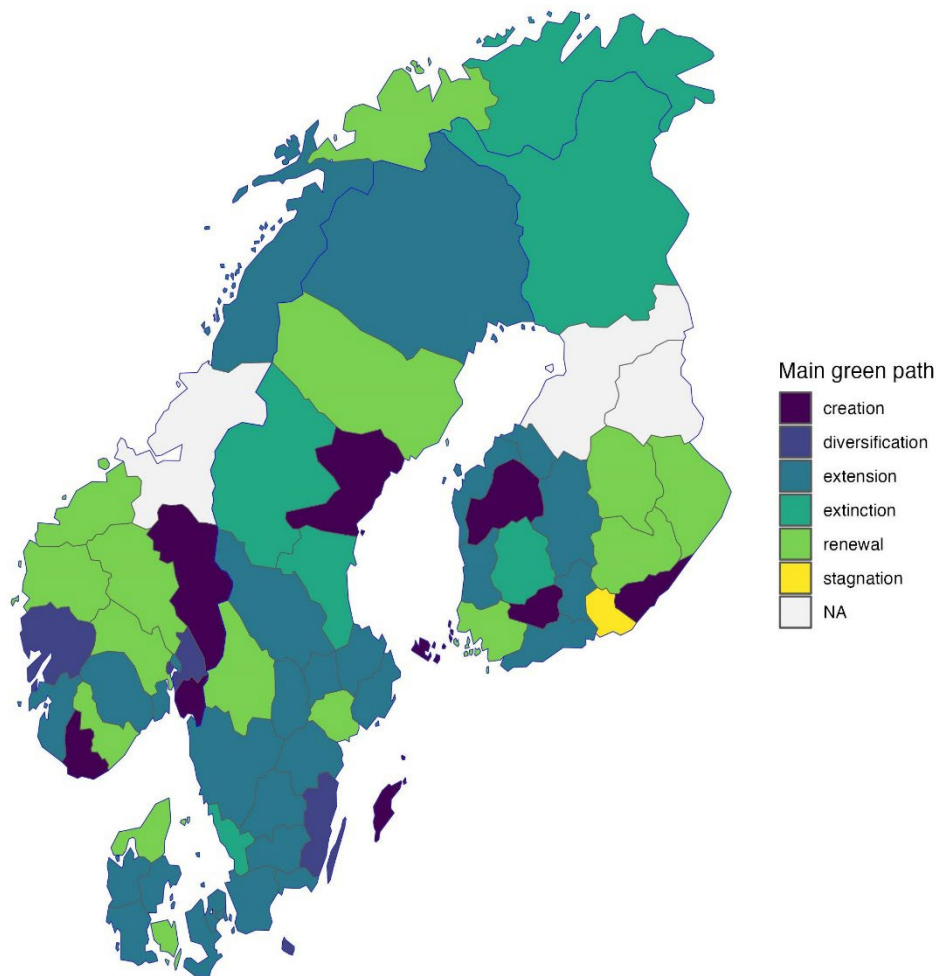 Main green path
creation
diversification
extension
extinction
renewal
stagnation
NA